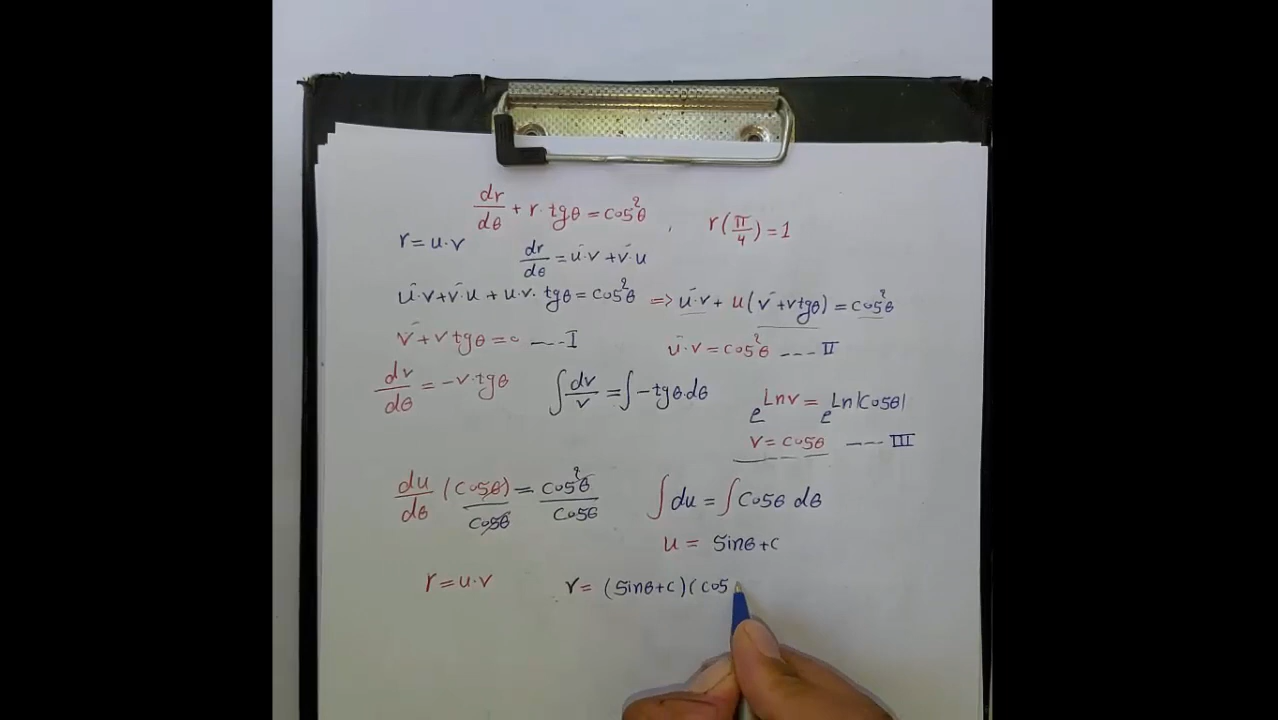 dr/dθ + r·tgθ = cos²θ , r(π/4) = 1
r = u·v dr/dθ = u̅·v + v̅·u
u̅·v + v̅·u + u·v·tgθ = cos²θ => u̅·v + u(v̅ + vtgθ) = cos²θ
v̅ + v tgθ = 0 ---- I u̅·v = cos²θ ---- II
dv/dθ = -v·tgθ ∫ dv/v = ∫ -tgθ·dθ e^Lnv = e^Ln|cosθ|
v = cosθ ---- III
du/dθ (cosθ)/cosθ = cos²θ/cosθ ∫ du = ∫ cosθ dθ
u = sinθ + c
r = u·v r = (sinθ + c)(cos